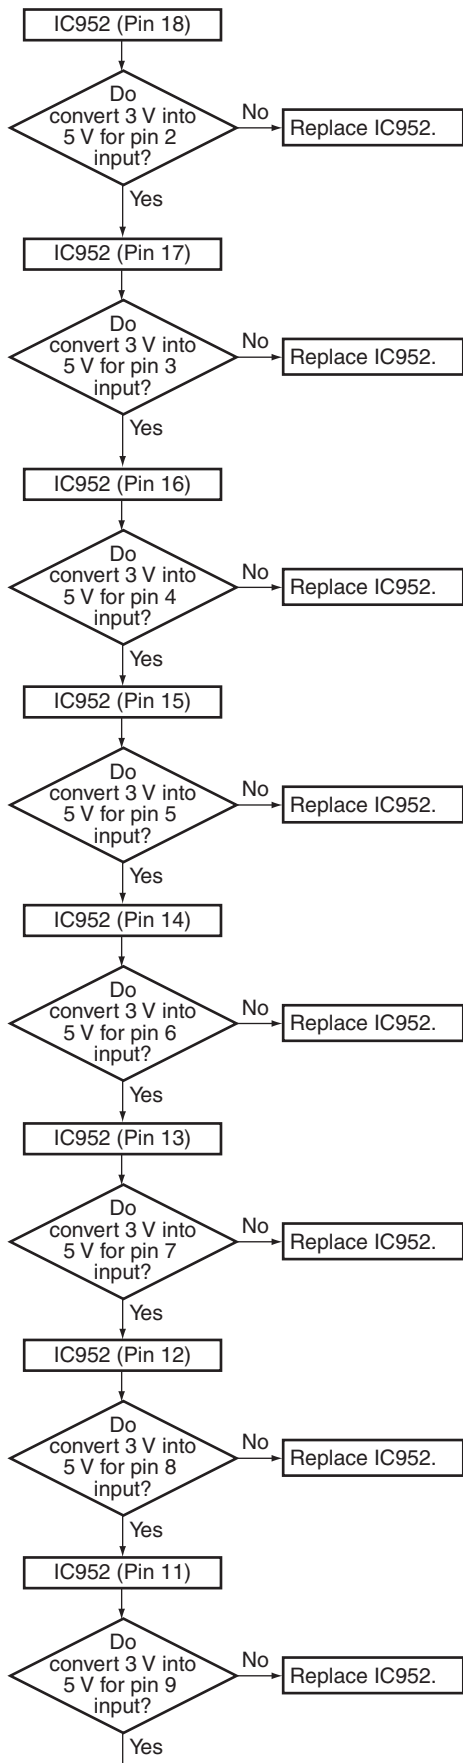 IC952 (Pin 18)
Do
convert 3 V into
5 V for pin 2
input?
No
Replace IC952.
Yes
IC952 (Pin 17)
Do
convert 3 V into
5 V for pin 3
input?
No
Replace IC952.
Yes
IC952 (Pin 16)
Do
convert 3 V into
5 V for pin 4
input?
No
Replace IC952.
Yes
IC952 (Pin 15)
Do
convert 3 V into
5 V for pin 5
input?
No
Replace IC952.
Yes
IC952 (Pin 14)
Do
convert 3 V into
5 V for pin 6
input?
No
Replace IC952.
Yes
IC952 (Pin 13)
Do
convert 3 V into
5 V for pin 7
input?
No
Replace IC952.
Yes
IC952 (Pin 12)
Do
convert 3 V into
5 V for pin 8
input?
No
Replace IC952.
Yes
IC952 (Pin 11)
Do
convert 3 V into
5 V for pin 9
input?
No
Replace IC952.
Yes